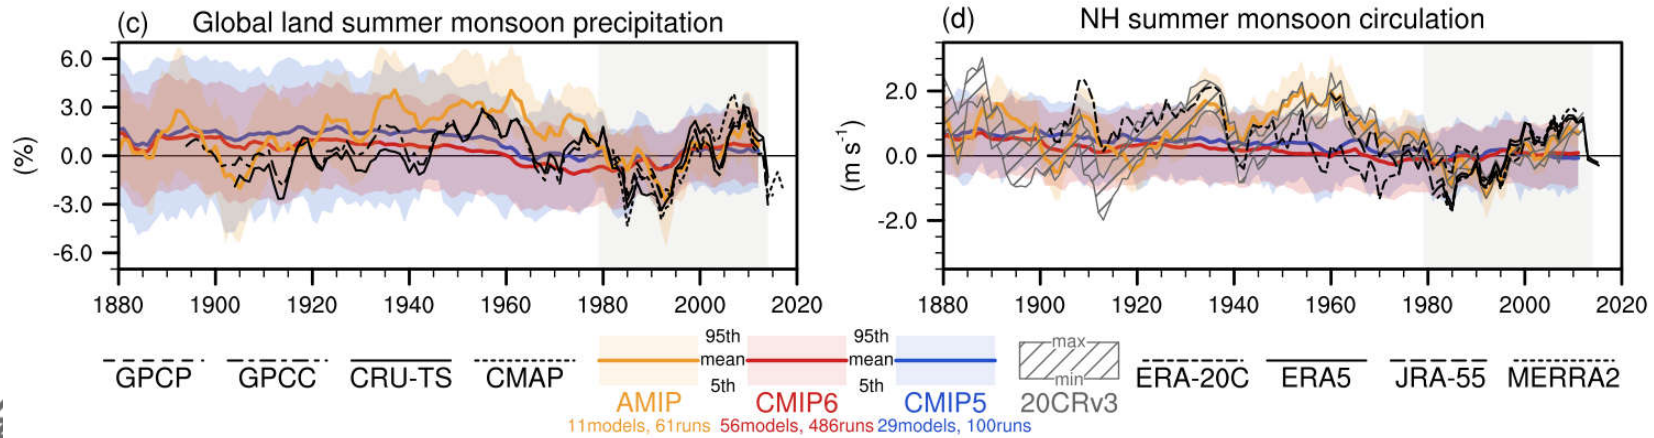 (c) Global land summer monsoon precipitation
(d) NH summer monsoon circulation
6.0
3.0
0.0
-3.0
-6.0
(%)
1880 1900 1920 1940 1960 1980 2000 2020
2.0
0.0
-2.0
(m s⁻¹)
1880 1900 1920 1940 1960 1980 2000 2020
GPCP GPCC CRU-TS CMAP
95th
mean
5th
95th
mean
5th
AMIP CMIP6 CMIP5
11models, 61runs 56models, 486runs 29models, 100runs
max
min
20CRv3
ERA-20C ERA5 JRA-55 MERRA2